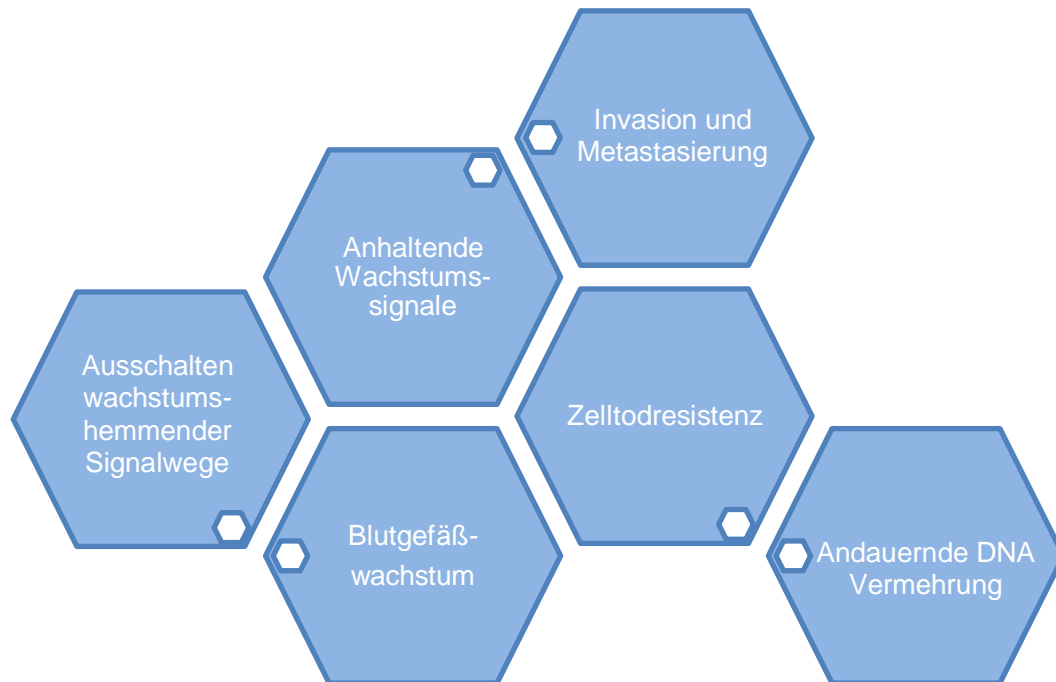 Invasion und
Metastasierung
Anhaltende
Wachstums-
signale
Ausschalten
wachstums-
hemmender
Signalwege
Zelltodresistenz
Blutgefäß-
wachstum
Andauernde DNA
Vermehrung